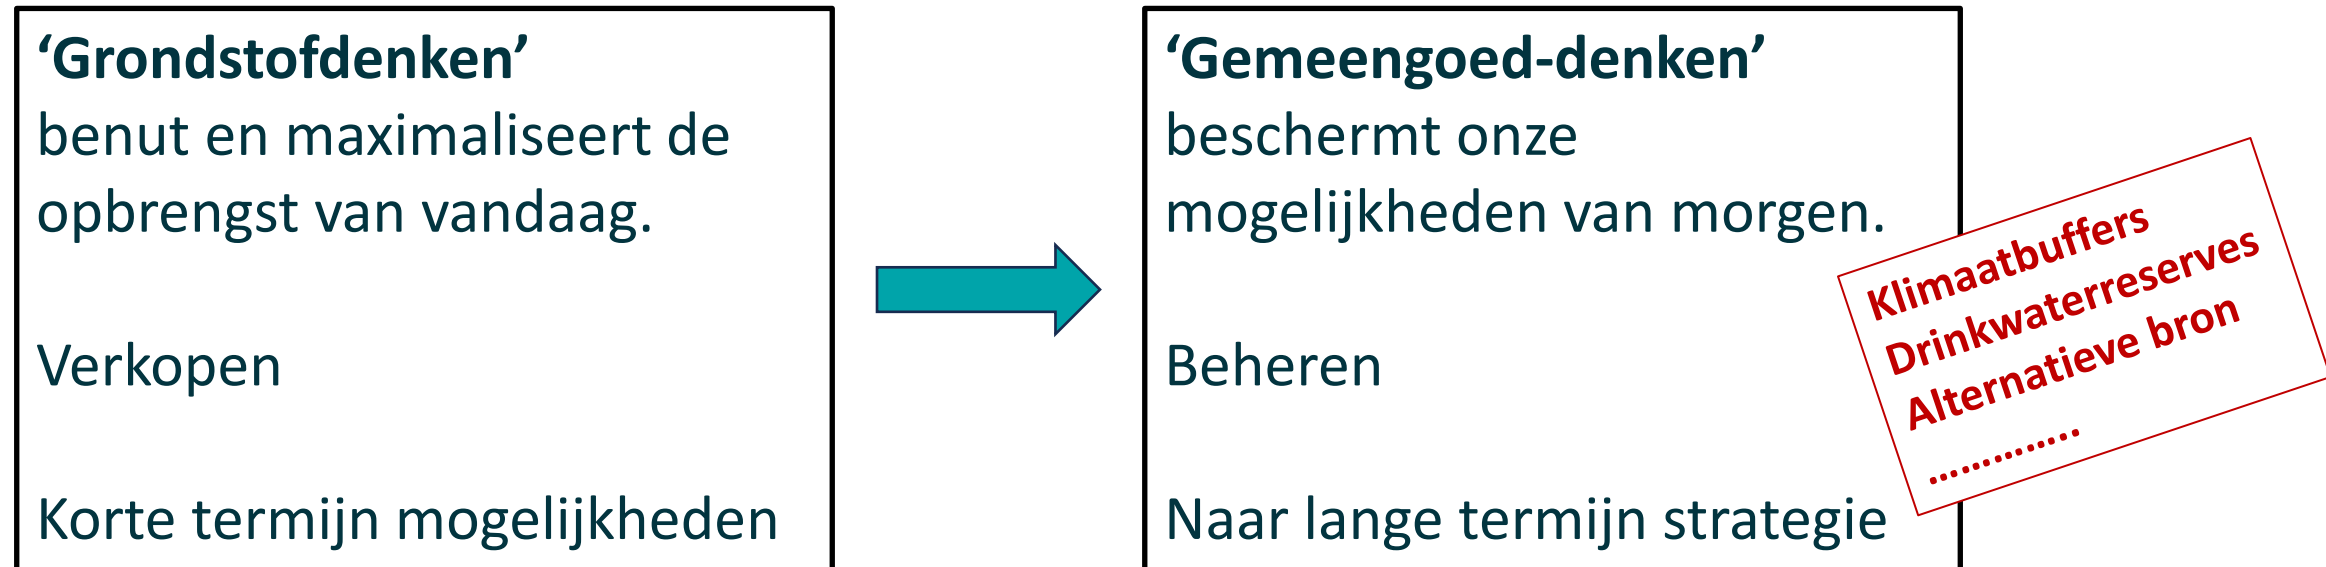 ‘Grondstofdenken’
benut en maximaliseert de
opbrengst van vandaag.
Verkopen
Korte termijn mogelijkheden
‘Gemeengoed-denken’
beschermt onze
mogelijkheden van morgen.
Beheren
Naar lange termijn strategie
Klimaatbuffers
Drinkwaterreserves
Alternatieve bron
…………..